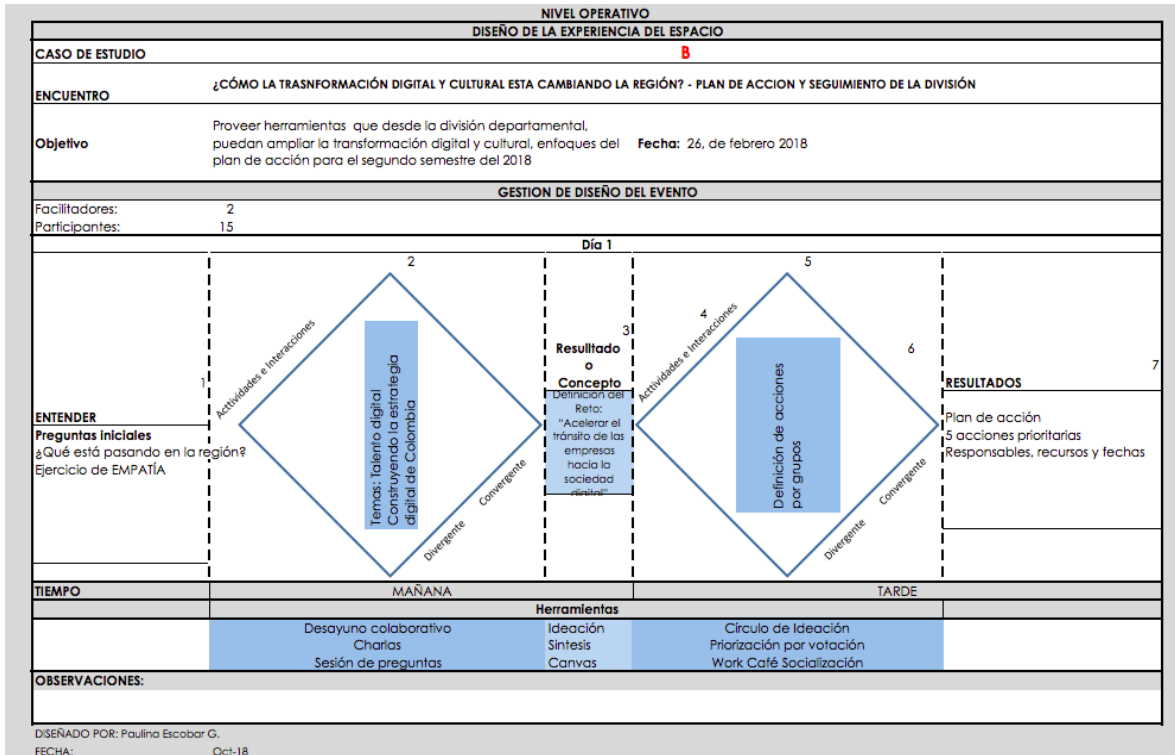 NIVEL OPERATIVO
DISEÑO DE LA EXPERIENCIA DEL ESPACIO
CASO DE ESTUDIO
B
ENCUENTRO
¿CÓMO LA TRASNFORMACIÓN DIGITAL Y CULTURAL ESTA CAMBIANDO LA REGIÓN? - PLAN DE ACCION Y SEGUIMIENTO DE LA DIVISIÓN
Objetivo
Proveer herramientas que desde la división departamental,
puedan ampliar la transformación digital y cultural, enfoques del
plan de acción para el segundo semestre del 2018
Fecha: 26, de febrero 2018
GESTION DE DISEÑO DEL EVENTO
Facilitadores: 2
Participantes: 15
Día 1
1
ENTENDER
Preguntas iniciales
¿Qué está pasando en la región?
Ejercicio de EMPATÍA
2
Acttividades e Interacciones
Temas: Talento digital
Construyendo la estrategia
digital de Colombia
Divergente
Convergente
3
Resulltado
o
Concepto
Definición del
Reto:
"Acelerar el
tránsito de las
empresas
hacia la
sociedad
digital"
4
5
Acttividades e Interacciones
Definición de acciones
por grupos
6
Divergente
Convergente
7
RESULTADOS
Plan de acción
5 acciones prioritarias
Responsables, recursos y fechas
TIEMPO
MAÑANA
TARDE
Herramientas
Desayuno colaborativo
Charlas
Sesión de preguntas
Ideación
Sintesis
Canvas
Círculo de Ideación
Priorización por votación
Work Café Socialización
OBSERVACIONES:
DISEÑADO POR: Paulina Escobar G.
FECHA: Oct-18